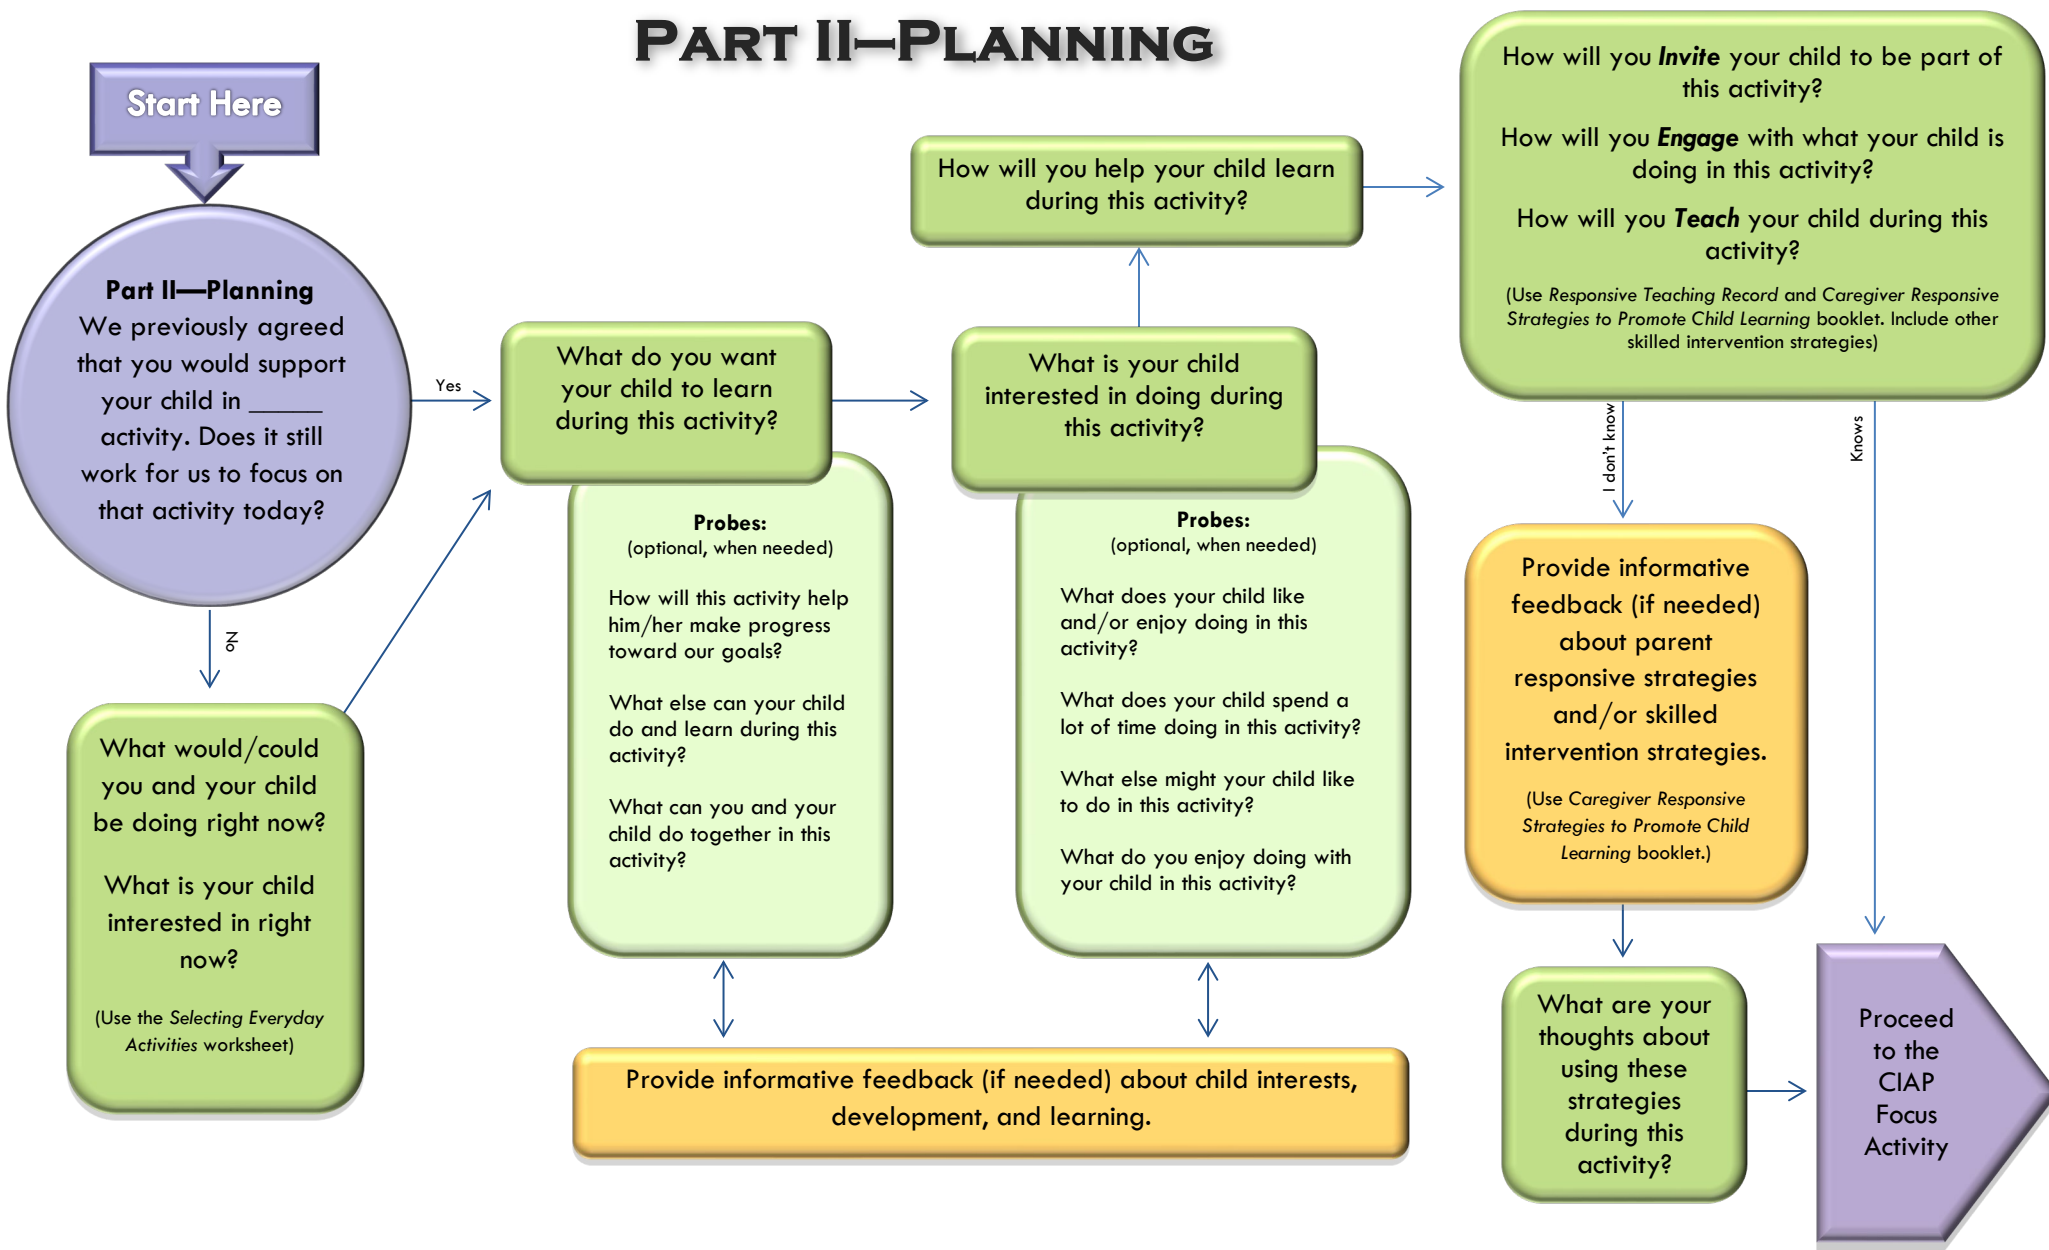 PART II—PLANNING
Start Here
Part II—Planning
We previously agreed
that you would support
your child in ______
activity. Does it still
work for us to focus on
that activity today?
Yes
No
What would/could
you and your child
be doing right now?
What is your child
interested in right
now?
(Use the Selecting Everyday
Activities worksheet)
What do you want
your child to learn
during this activity?
Probes:
(optional, when needed)
How will this activity help
him/her make progress
toward our goals?
What else can your child
do and learn during this
activity?
What can you and your
child do together in this
activity?
What is your child
interested in doing during
this activity?
Probes:
(optional, when needed)
What does your child like
and/or enjoy doing in this
activity?
What does your child spend a
lot of time doing in this activity?
What else might your child like
to do in this activity?
What do you enjoy doing with
your child in this activity?
Provide informative feedback (if needed) about child interests,
development, and learning.
How will you help your child learn
during this activity?
How will you Invite your child to be part of
this activity?
How will you Engage with what your child is
doing in this activity?
How will you Teach your child during this
activity?
(Use Responsive Teaching Record and Caregiver Responsive
Strategies to Promote Child Learning booklet. Include other
skilled intervention strategies)
I don't know
Knows
Provide informative
feedback (if needed)
about parent
responsive strategies
and/or skilled
intervention strategies.
(Use Caregiver Responsive
Strategies to Promote Child
Learning booklet.)
What are your
thoughts about
using these
strategies
during this
activity?
Proceed
to the
CIAP
Focus
Activity